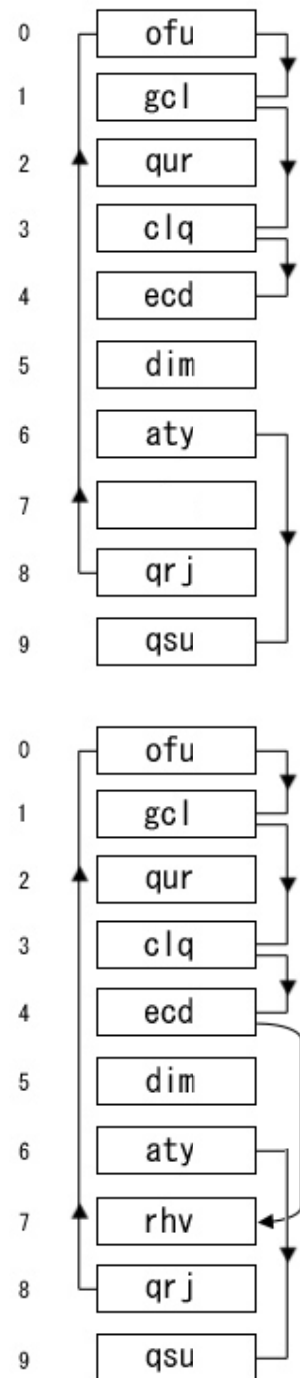 0 ofu
1 gcl
2 qur
3 clq
4 ecd
5 dim
6 aty
7
8 qrj
9 qsu
0 ofu
1 gcl
2 qur
3 clq
4 ecd
5 dim
6 aty
7 rhv
8 qrj
9 qsu